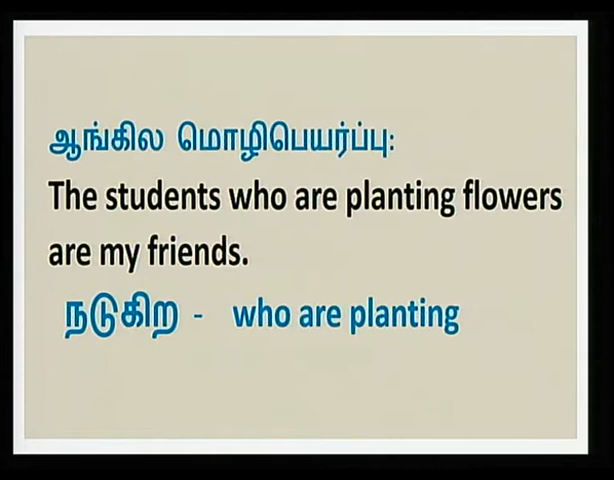 ஆங்கில மொழிபெயர்ப்பு:
The students who are planting flowers
are my friends.
நடுகிற - who are planting